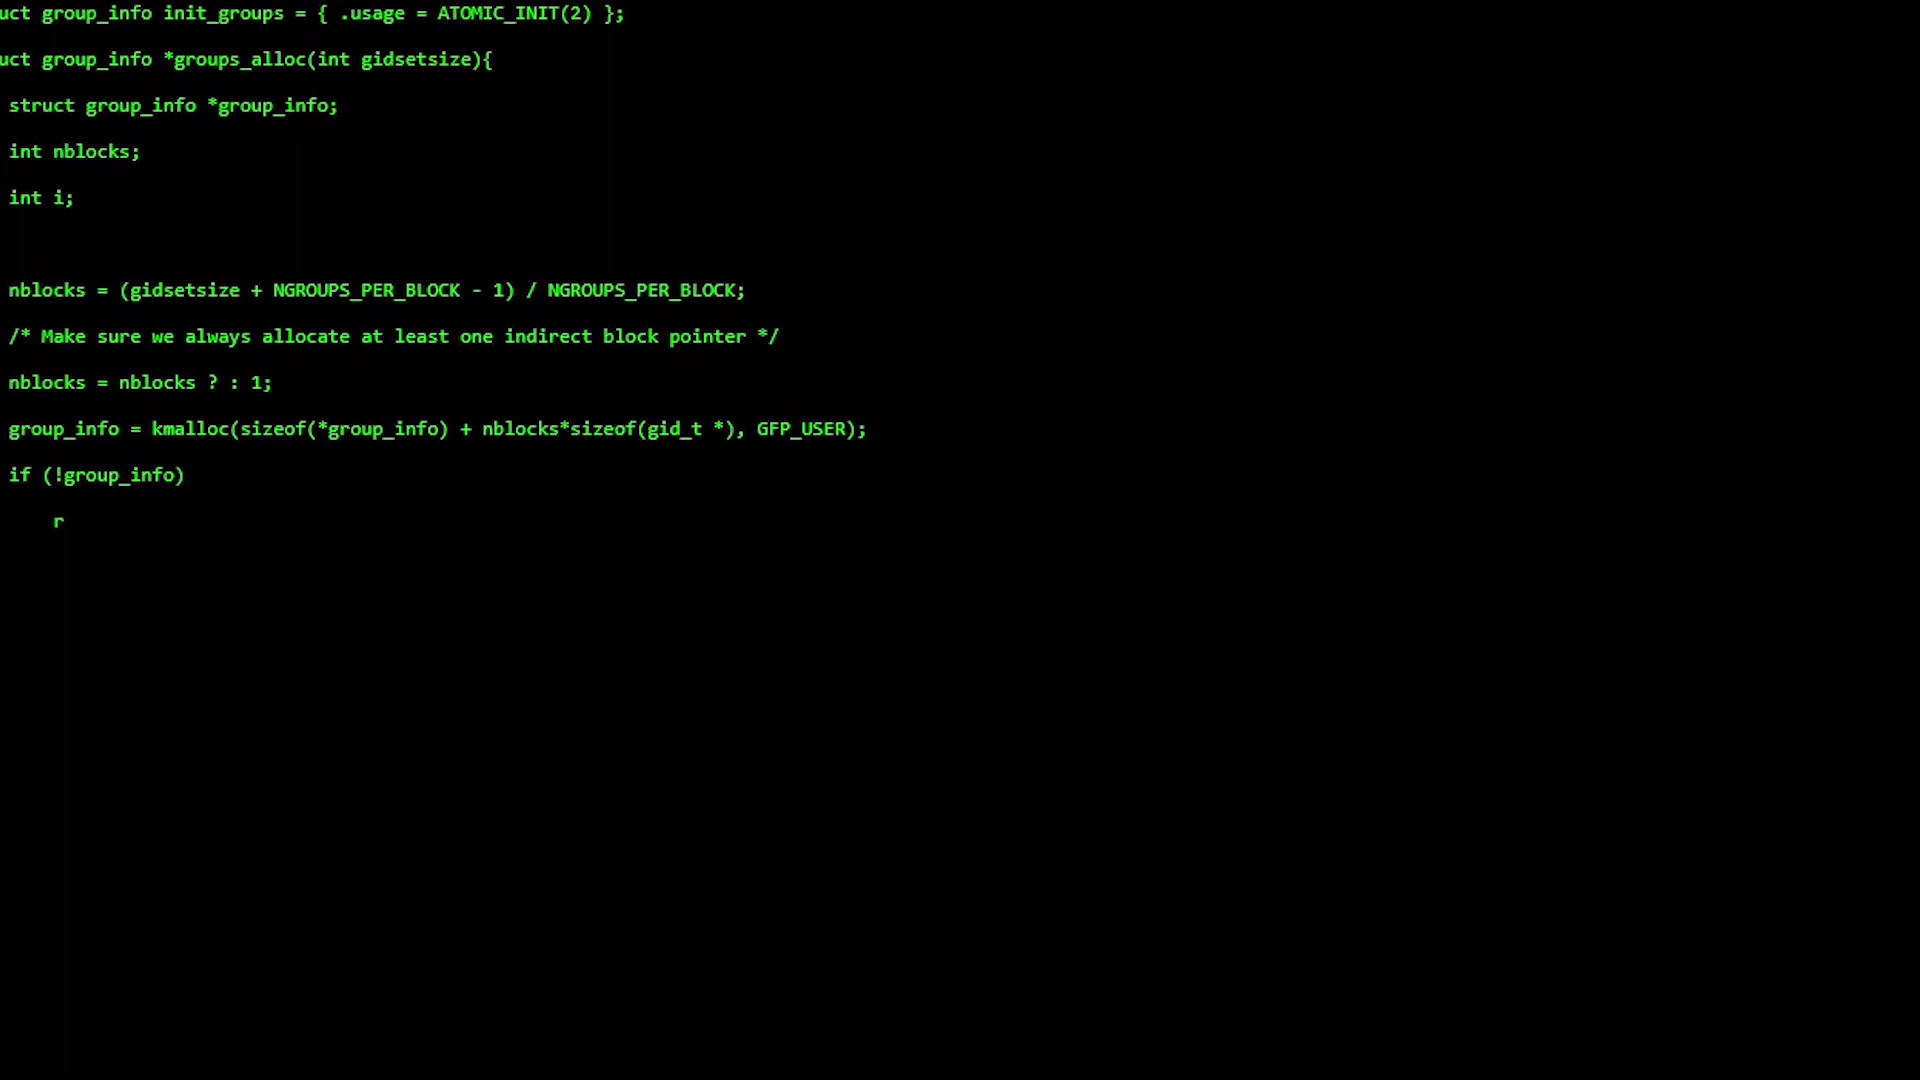 uct group_info init_groups = { .usage = ATOMIC_INIT(2) };
uct group_info *groups_alloc(int gidsetsize){
struct group_info *group_info;
int nblocks;
int i;
nblocks = (gidsetsize + NGROUPS_PER_BLOCK - 1) / NGROUPS_PER_BLOCK;
/* Make sure we always allocate at least one indirect block pointer */
nblocks = nblocks ? : 1;
group_info = kmalloc(sizeof(*group_info) + nblocks*sizeof(gid_t *), GFP_USER);
if (!group_info)
r